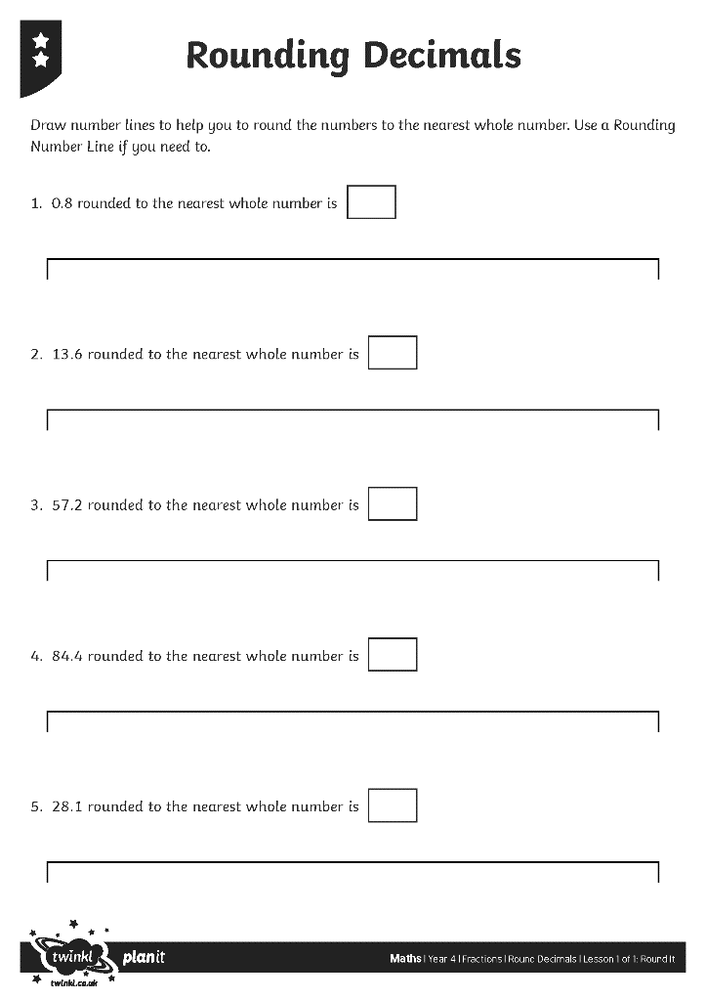 Rounding Decimals
Draw number lines to help you to round the numbers to the nearest whole number. Use a Rounding
Number Line if you need to.
1. 0.8 rounded to the nearest whole number is
2. 13.6 rounded to the nearest whole number is
3. 57.2 rounded to the nearest whole number is
4. 84.4 rounded to the nearest whole number is
5. 28.1 rounded to the nearest whole number is
twinkl planit
Maths | Year 4 | Fractions | Round Decimals | Lesson 1 of 1: Round It
twinkl.co.uk